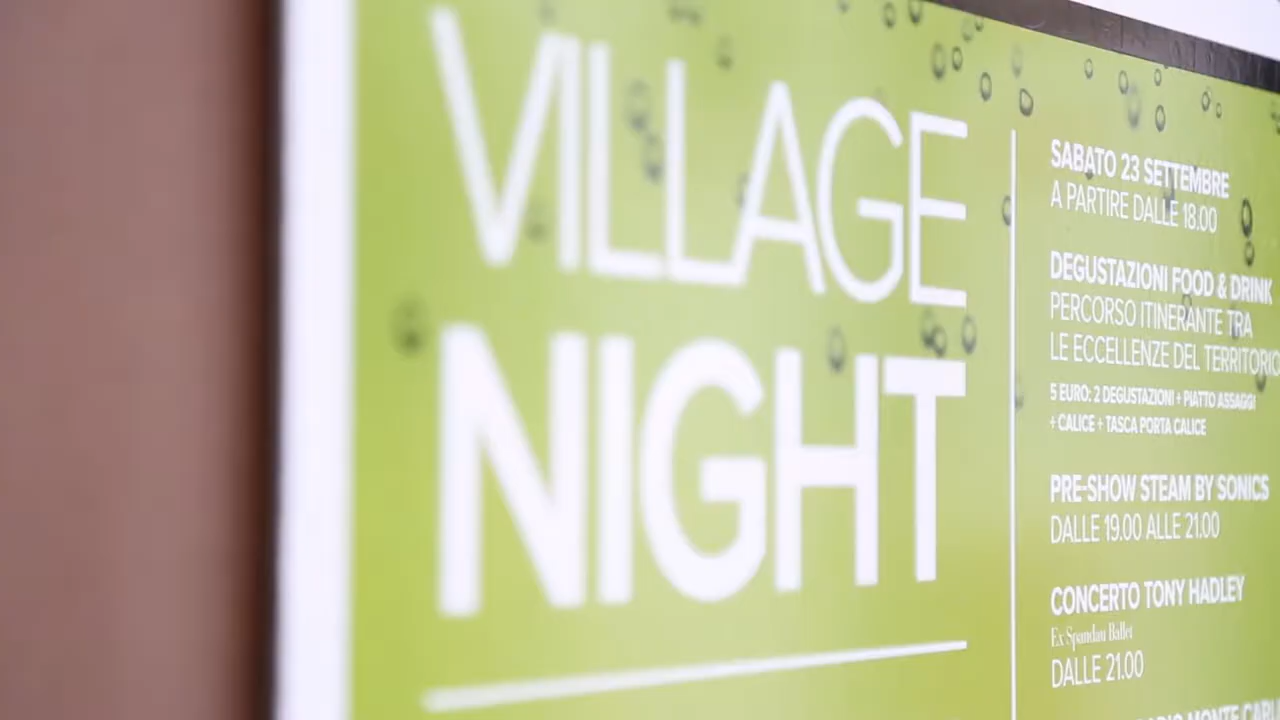 VILLAGE
NIGHT
SABATO 23 SETTEMBRE
A PARTIRE DALLE 18.00
DEGUSTAZIONI FOOD & DRINK
PERCORSO ITINERANTE TRA
LE ECCELLENZE DEL TERRITORIO
5 EURO: 2 DEGUSTAZIONI + PIATTO ASSAGGI
+ CALICE + TASCA PORTA CALICE
PRE-SHOW STEAM BY SONICS
DALLE 19.00 ALLE 21.00
CONCERTO TONY HADLEY
Ex Spandau Ballet
DALLE 21.00
MONTE CARL